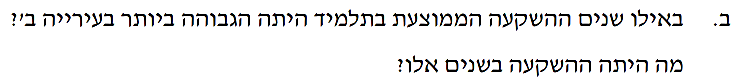 ב. באילו שנים ההשקעה הממוצעת בתלמיד היתה הגבוהה ביותר בעירייה ב'?
מה היתה ההשקעה בשנים אלו?